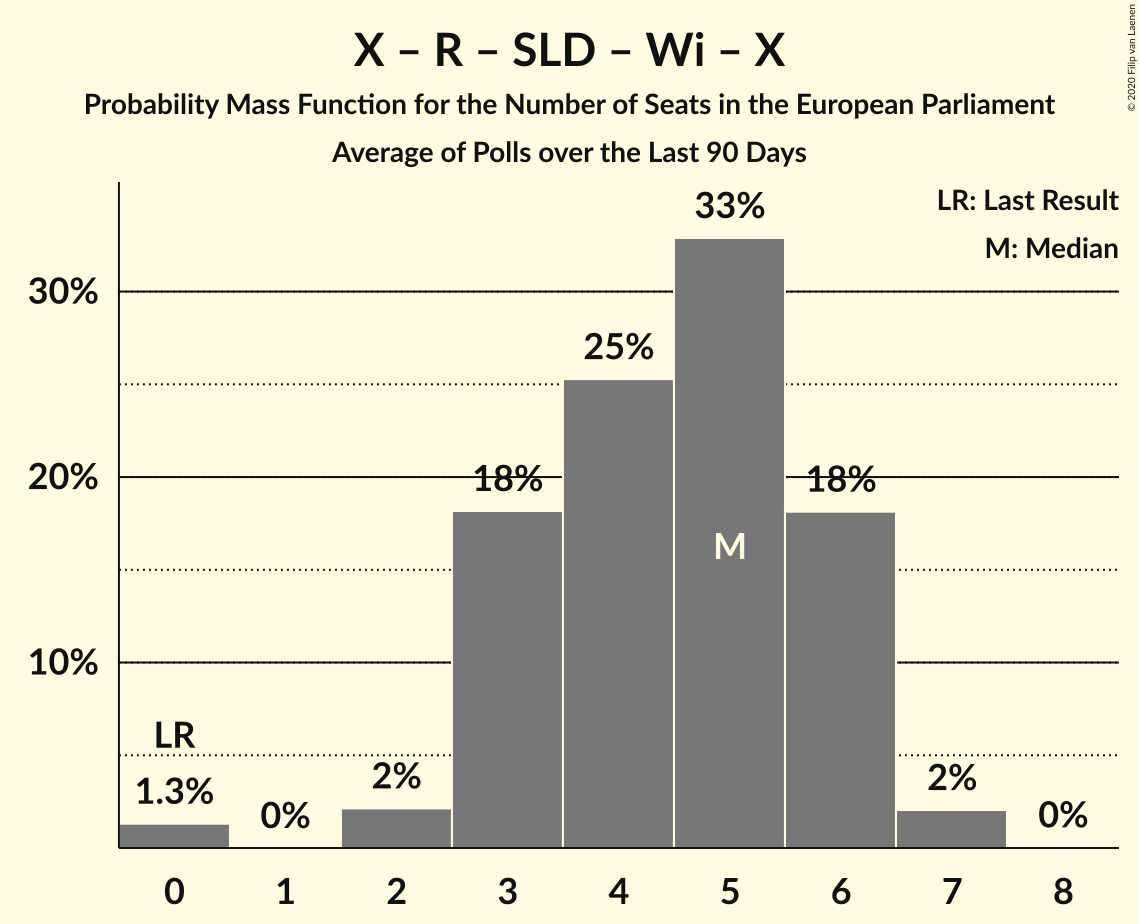 X – R – SLD – Wi – X
Probability Mass Function for the Number of Seats in the European Parliament
Average of Polls over the Last 90 Days
© 2020 Filip van Laenen
LR: Last Result
M: Median
30%
20%
10%
LR
1.3%
0%
2%
18%
25%
33%
M
18%
2%
0%
0 1 2 3 4 5 6 7 8